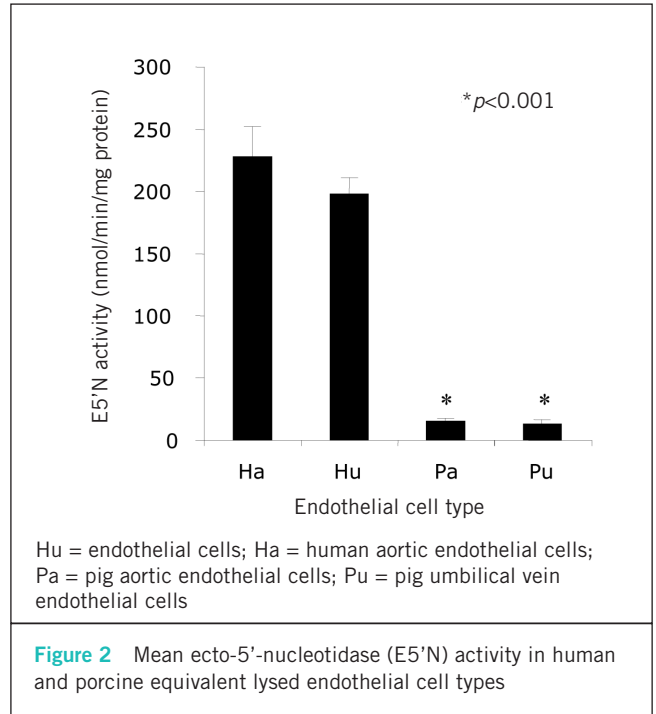 300
*p<0.001
250
200
150
100
50
0
E5'N activity (nmol/min/mg protein)
* *
Ha Hu Pa Pu
Endothelial cell type
Hu = endothelial cells; Ha = human aortic endothelial cells;
Pa = pig aortic endothelial cells; Pu = pig umbilical vein
endothelial cells
Figure 2 Mean ecto-5'-nucleotidase (E5'N) activity in human
and porcine equivalent lysed endothelial cell types